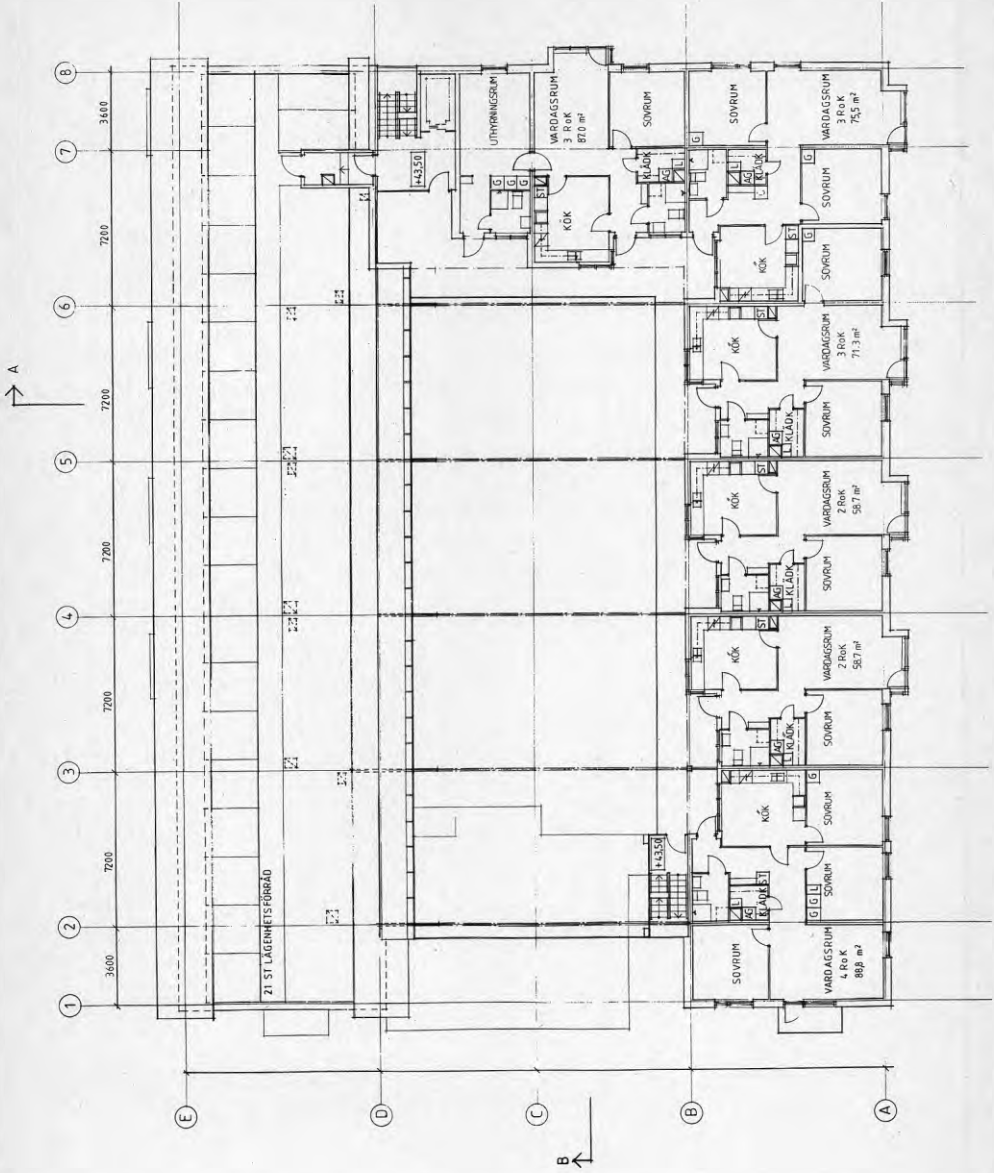 1 2 3 4 5 6 7 8
3600 7200 7200 7200 7200 7200 3600
A
E
21 ST LÄGENHETSFÖRRÅD
D
+43,50
UTHYRNINGSRUM
G G G
C
ST
KÖK
VARDAGSRUM
3 RoK
87.0 m²
B
+43,50
KLÄDK
AG L
SOVRUM
B
SOVRUM
L
AG
KLÄDK
ST
KÖK
G
SOVRUM
G G L
SOVRUM
VARDAGSRUM
4 RoK
88,8 m²
KÖK
ST
AG
L KLÄDK
SOVRUM
VARDAGSRUM
2 RoK
58.7 m²
KÖK
ST
AG
L KLÄDK
SOVRUM
VARDAGSRUM
2 RoK
58.7 m²
KÖK
ST
AG
L KLÄDK
SOVRUM
VARDAGSRUM
3 RoK
71.3 m²
KÖK
ST
G
SOVRUM
L
AG
KLÄDK
G
SOVRUM
G
SOVRUM
VARDAGSRUM
3 RoK
75,5 m²
A